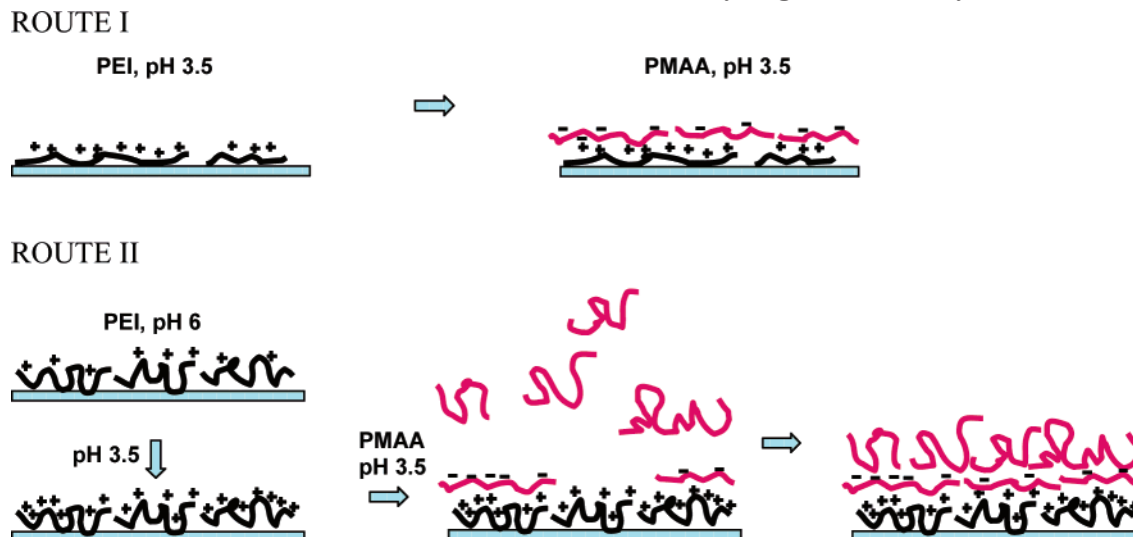 ROUTE I
PEI, pH 3.5
PMAA, pH 3.5
ROUTE II
PEI, pH 6
pH 3.5
PMAA
pH 3.5